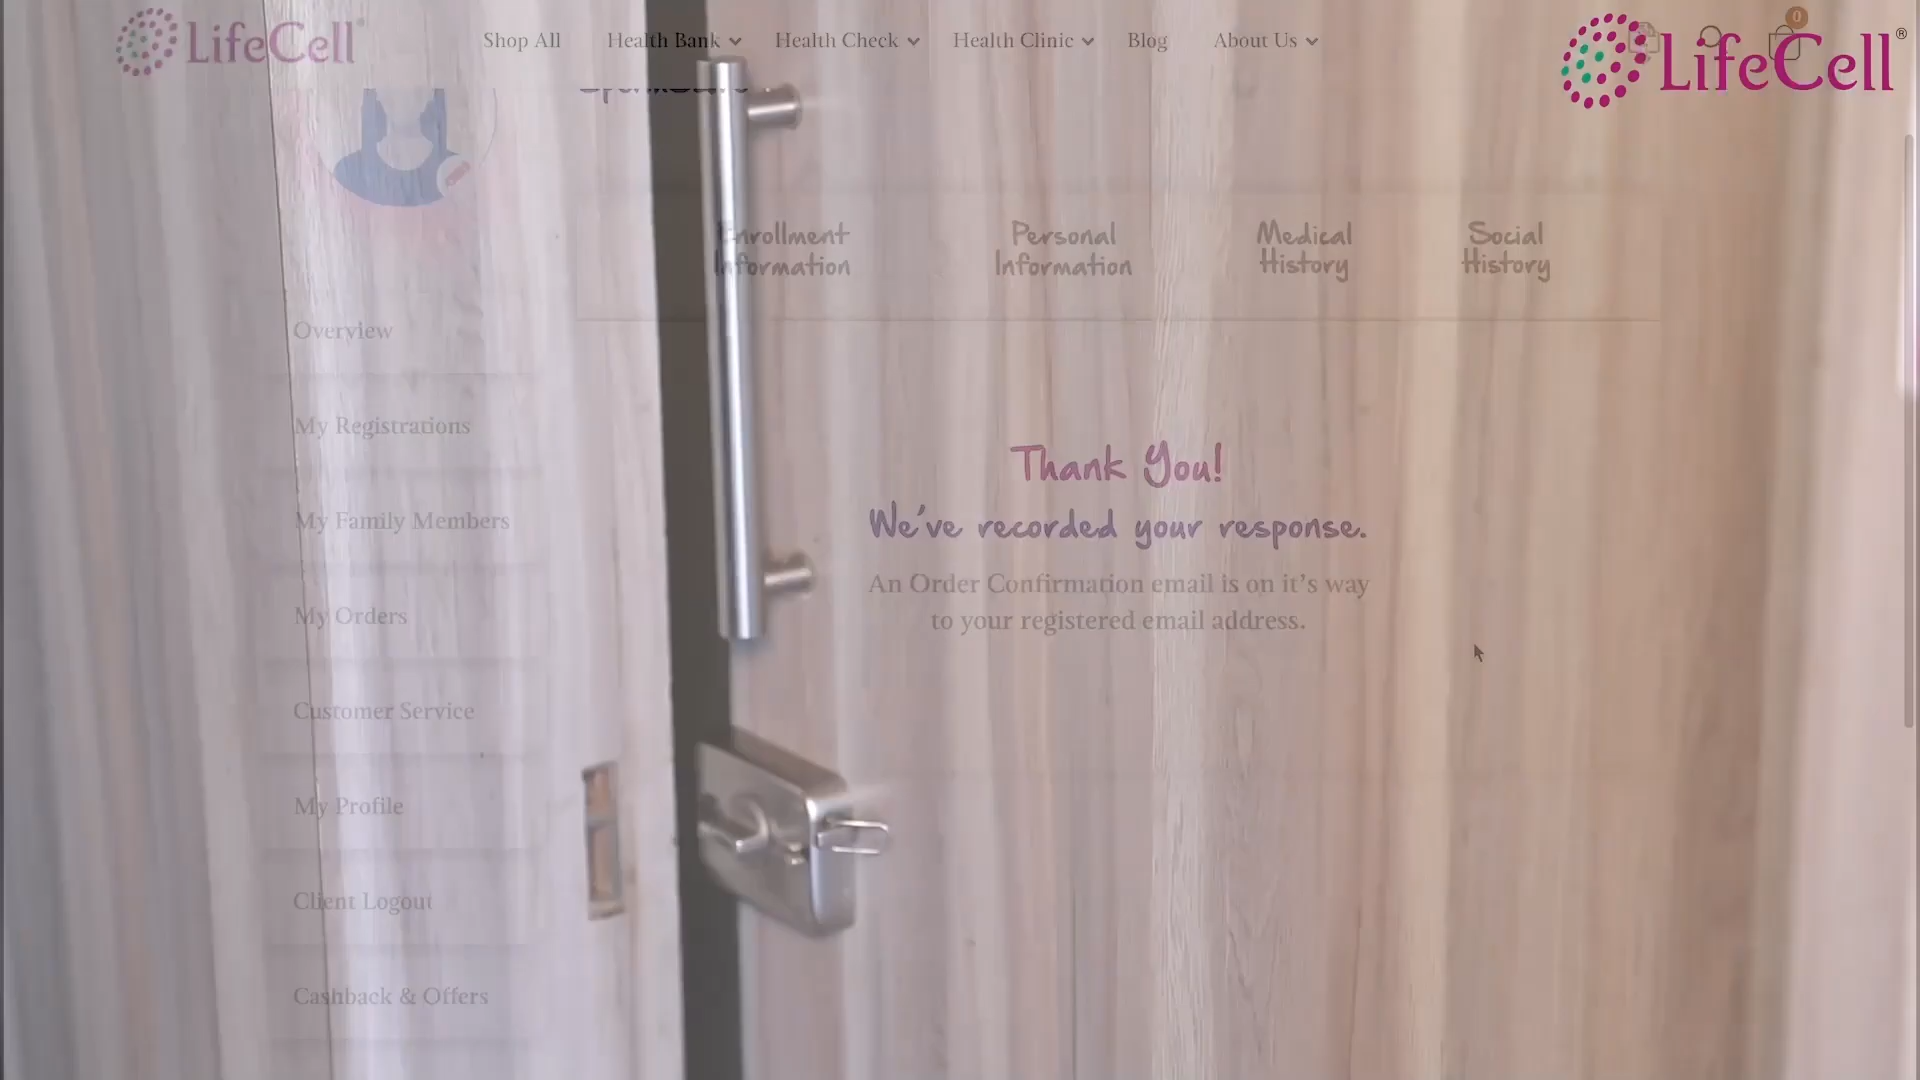 LifeCell
Shop All
Health Bank
Health Check
Health Clinic
Blog
About Us
0
LifeCell®
Enrollment
Information
Personal
Information
Medical
History
Social
History
Overview
My Registrations
My Family Members
My Orders
Customer Service
My Profile
Client Logout
Cashback & Offers
Thank You!
We've recorded your response.
An Order Confirmation email is on it's way
to your registered email address.